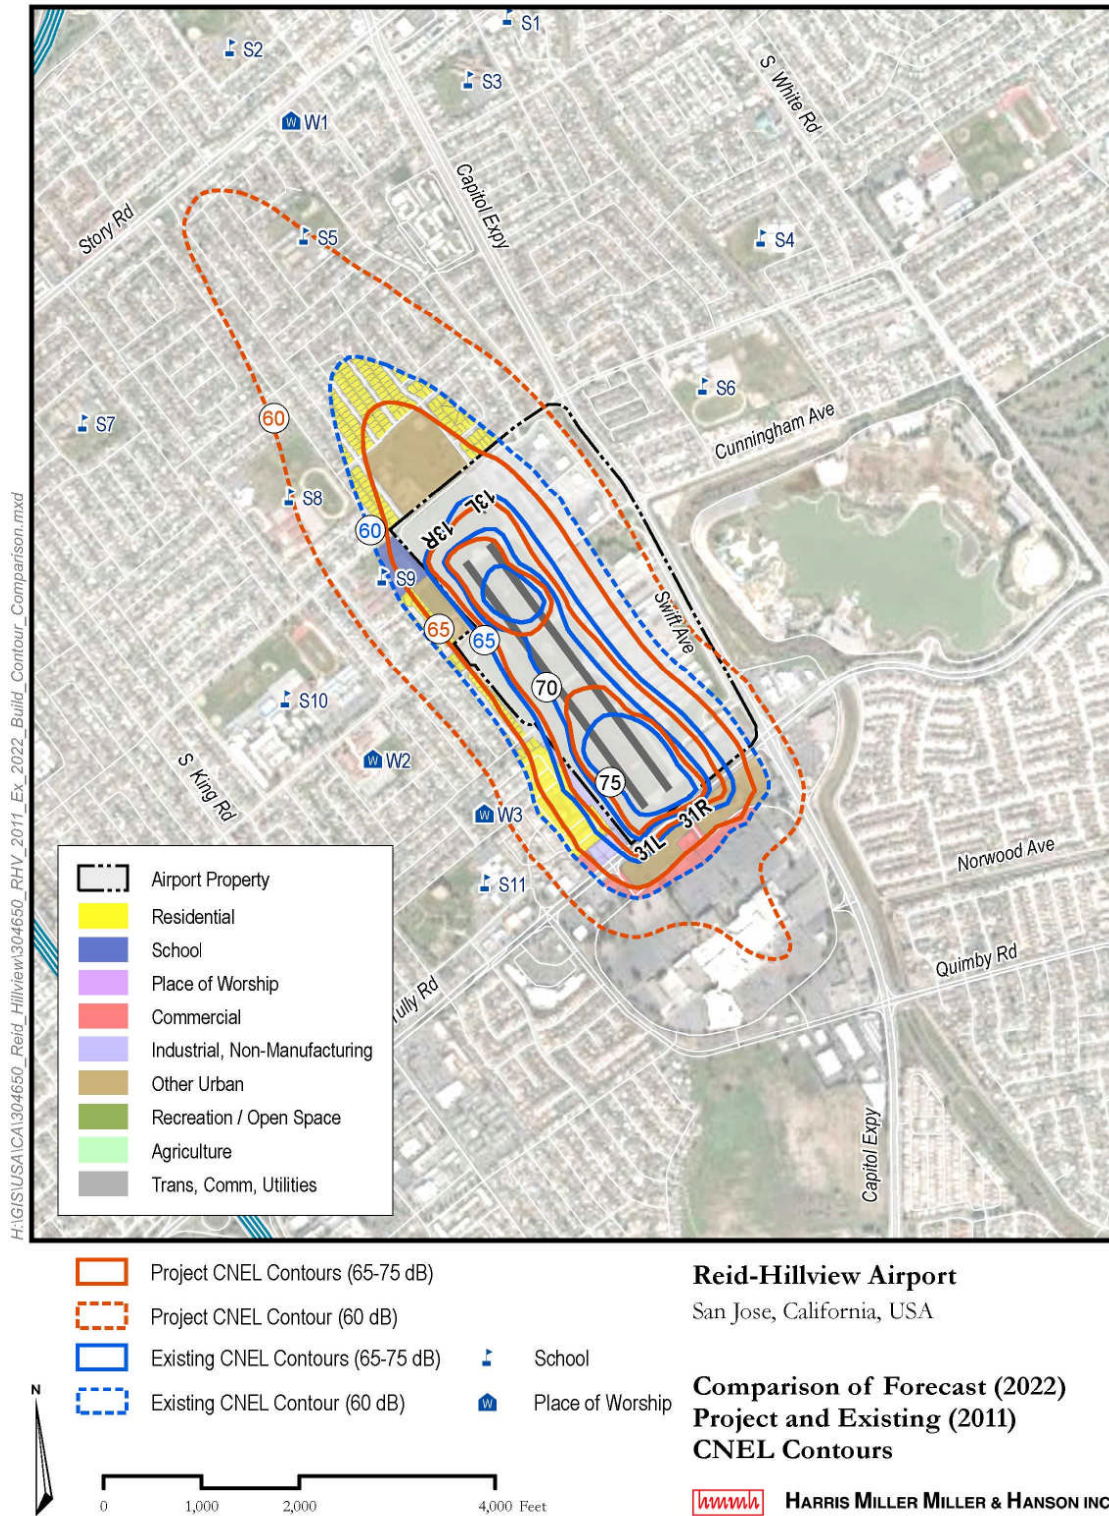 S1
S2
S3
W1
S White Rd
Story Rd
Capitol Expy
S5
S4
S6
S7
60
Cunningham Ave
S8
13L
13R
60
S9
Swift Ave
65
65
70
S10
W2
S King Rd
75
W3
31R
31L
S11
Norwood Ave
Quimby Rd
Tully Rd
Capitol Expy
Airport Property
Residential
School
Place of Worship
Commercial
Industrial, Non-Manufacturing
Other Urban
Recreation / Open Space
Agriculture
Trans, Comm, Utilities
H:\GIS\USA\CA\304650_Reid_Hillview\304650_RHV_2011_Ex_2022_Build_Contour_Comparison.mxd
Project CNEL Contours (65-75 dB)
Project CNEL Contour (60 dB)
Existing CNEL Contours (65-75 dB)
Existing CNEL Contour (60 dB)
School
Place of Worship
Reid-Hillview Airport
San Jose, California, USA
Comparison of Forecast (2022)
Project and Existing (2011)
CNEL Contours
N
0 1,000 2,000 4,000 Feet
HARRIS MILLER MILLER & HANSON INC